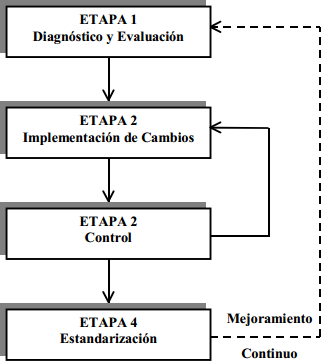 ETAPA 1
Diagnóstico y Evaluación
ETAPA 2
Implementación de Cambios
ETAPA 2
Control
ETAPA 4
Estandarización
Mejoramiento
Continuo